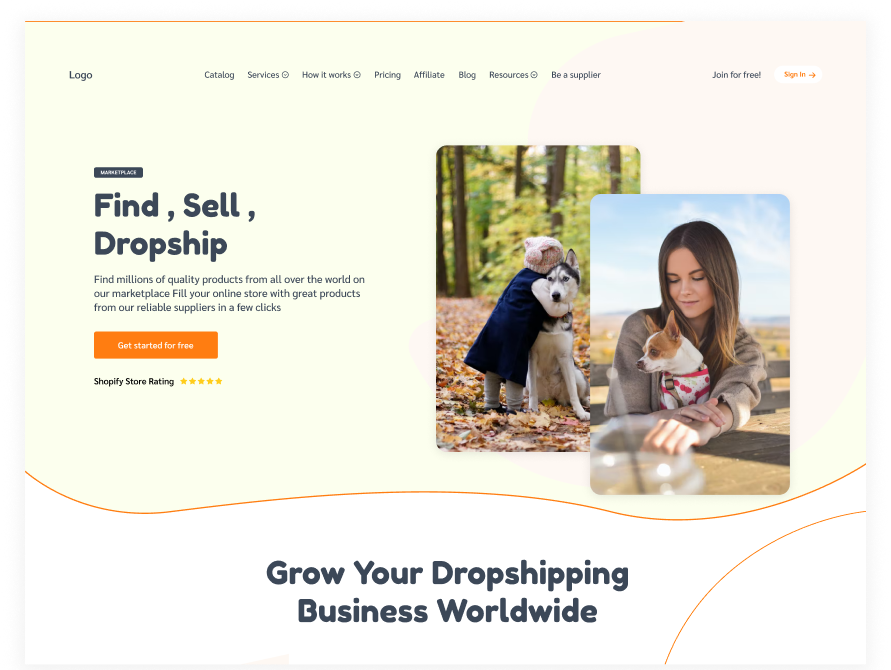 Logo
Catalog
Services
How it works
Pricing
Affiliate
Blog
Resources
Be a supplier
Join for free!
Sign In
MARKETPLACE
Find , Sell ,
Dropship
Find millions of quality products from all over the world on
our marketplace Fill your online store with great products
from our reliable suppliers in a few clicks
Get started for free
Shopify Store Rating
Grow Your Dropshipping
Business Worldwide